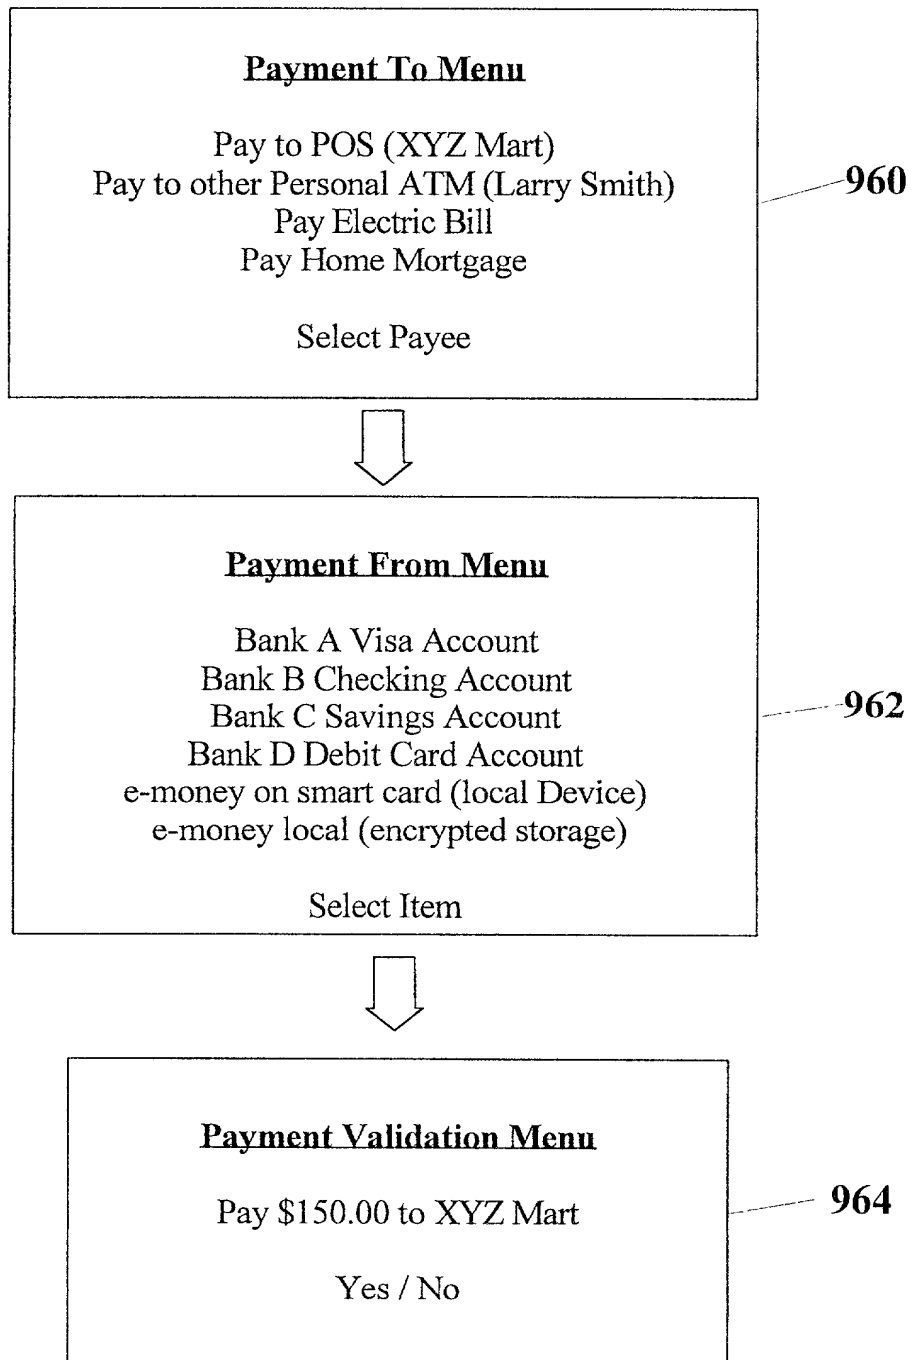 Payment To Menu
Pay to POS (XYZ Mart)
Pay to other Personal ATM (Larry Smith)
Pay Electric Bill
Pay Home Mortgage
Select Payee
960
Payment From Menu
Bank A Visa Account
Bank B Checking Account
Bank C Savings Account
Bank D Debit Card Account
e-money on smart card (local Device)
e-money local (encrypted storage)
Select Item
962
Payment Validation Menu
Pay $150.00 to XYZ Mart
Yes / No
964